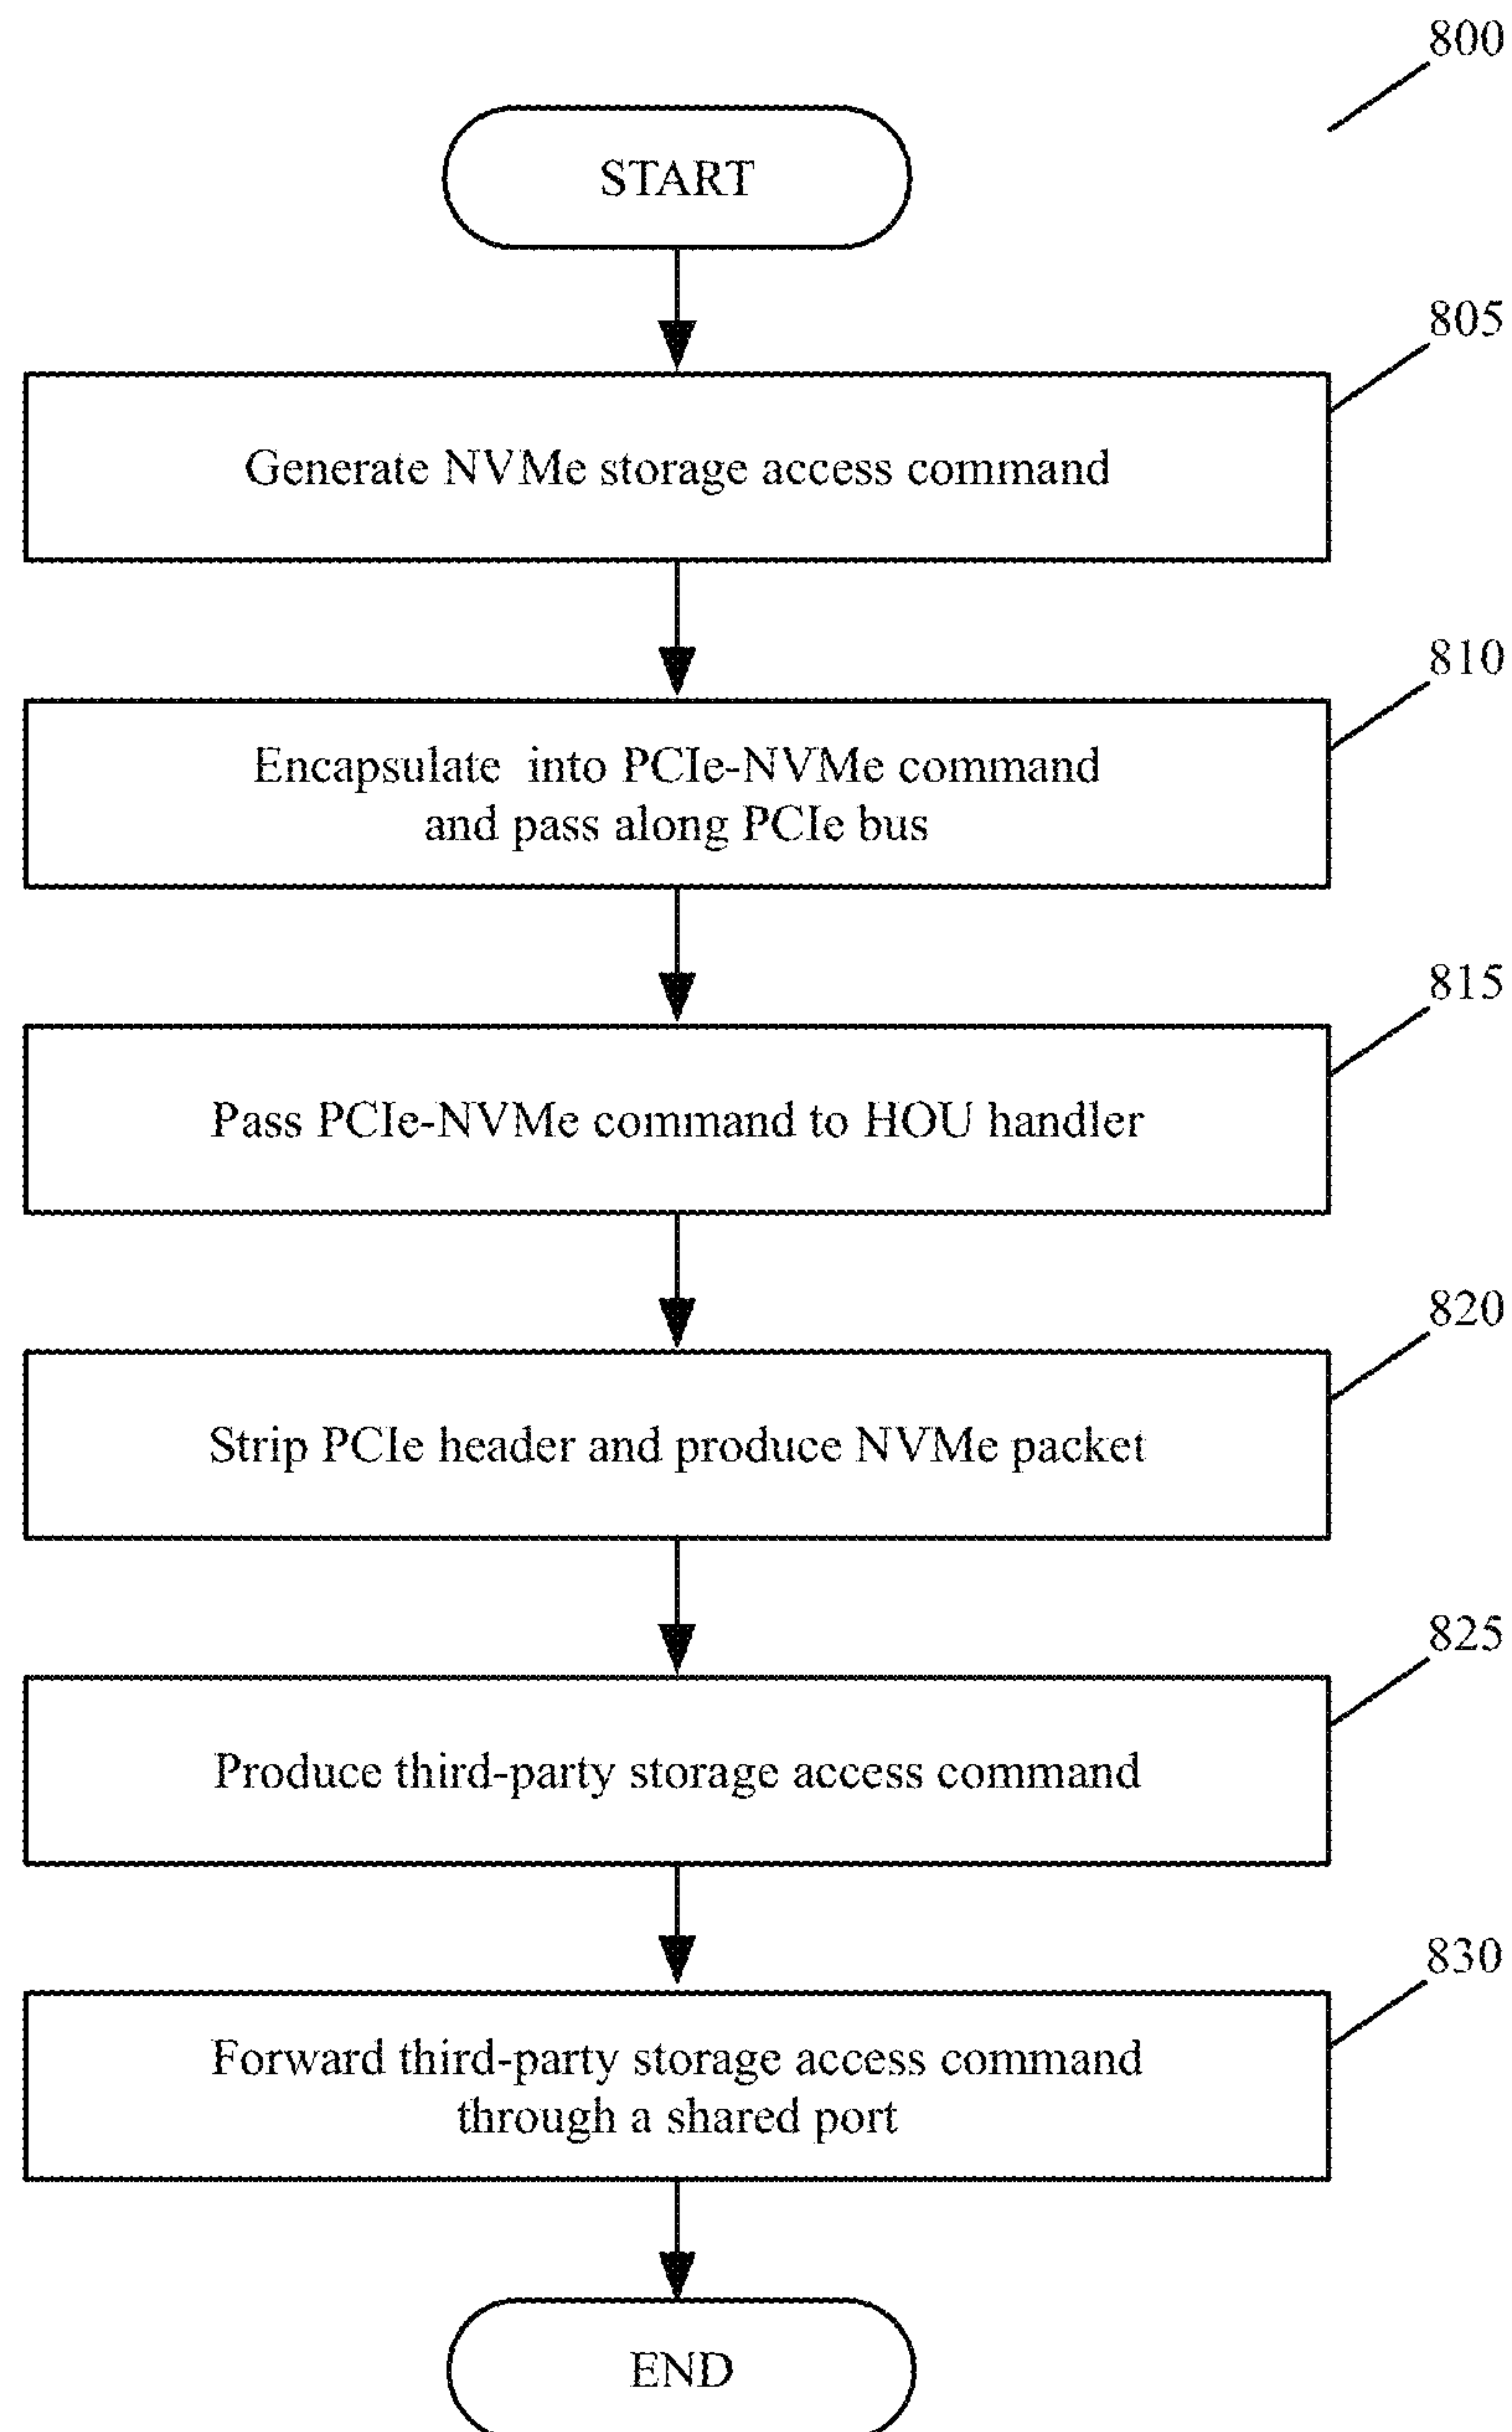 800
START
805
Generate NVMe storage access command
810
Encapsulate into PCIe-NVMe command
and pass along PCIe bus
815
Pass PCIe-NVMe command to HOU handler
820
Strip PCIe header and produce NVMe packet
825
Produce third-party storage access command
830
Forward third-party storage access command
through a shared port
END